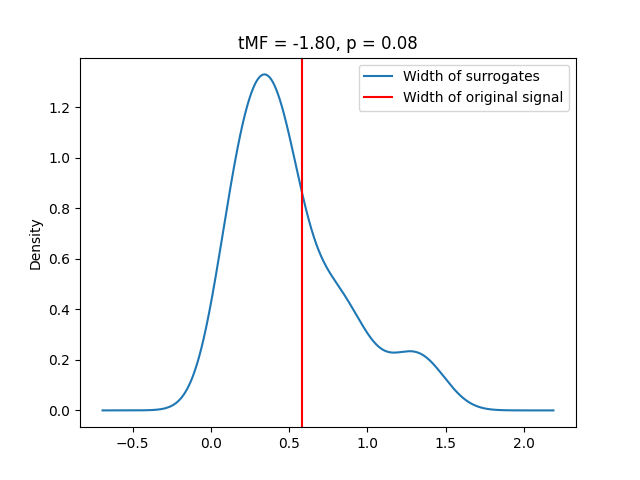 tMF = -1.80, p = 0.08
Width of surrogates
Width of original signal
Density
1.2
1.0
0.8
0.6
0.4
0.2
0.0
−0.5 0.0 0.5 1.0 1.5 2.0